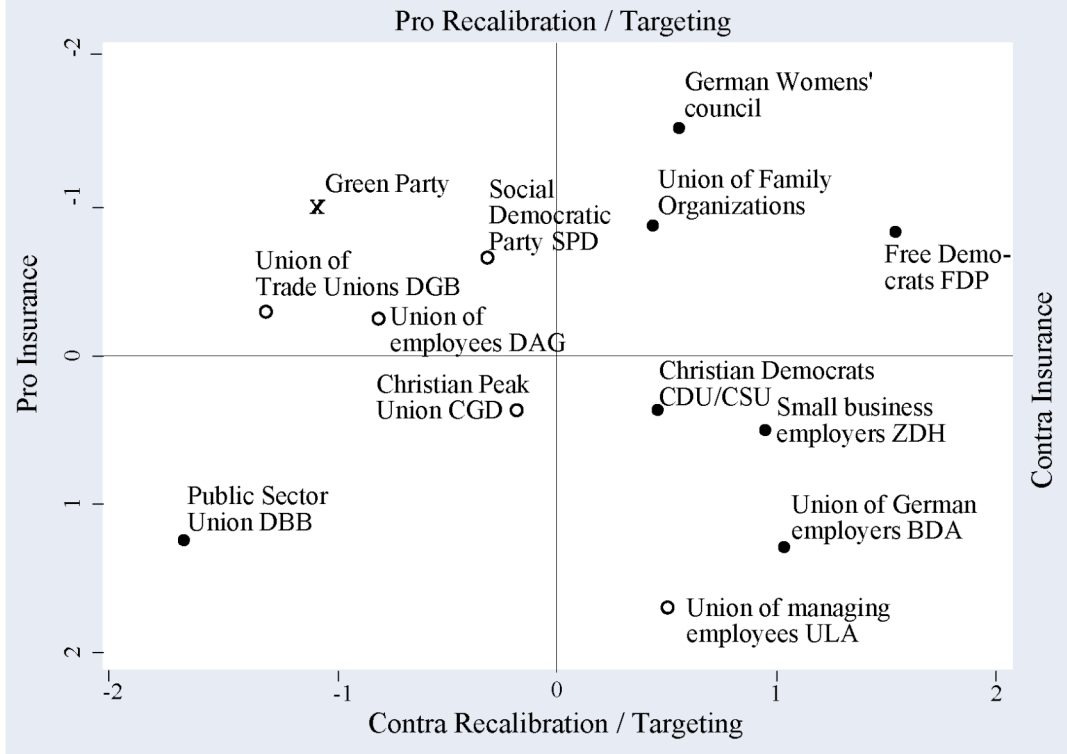 Pro Recalibration / Targeting
-2
German Womens'
council
Green Party
x
Social
Democratic
Party SPD
Union of Family
Organizations
-1
Free Demo-
crats FDP
Union of
Trade Unions DGB
Union of
employees DAG
Pro Insurance
Contra Insurance
0
Christian Peak
Union CGD
Christian Democrats
CDU/CSU
Small business
employers ZDH
1
Public Sector
Union DBB
Union of German
employers BDA
Union of managing
employees ULA
2
-2
-1
0
1
2
Contra Recalibration / Targeting